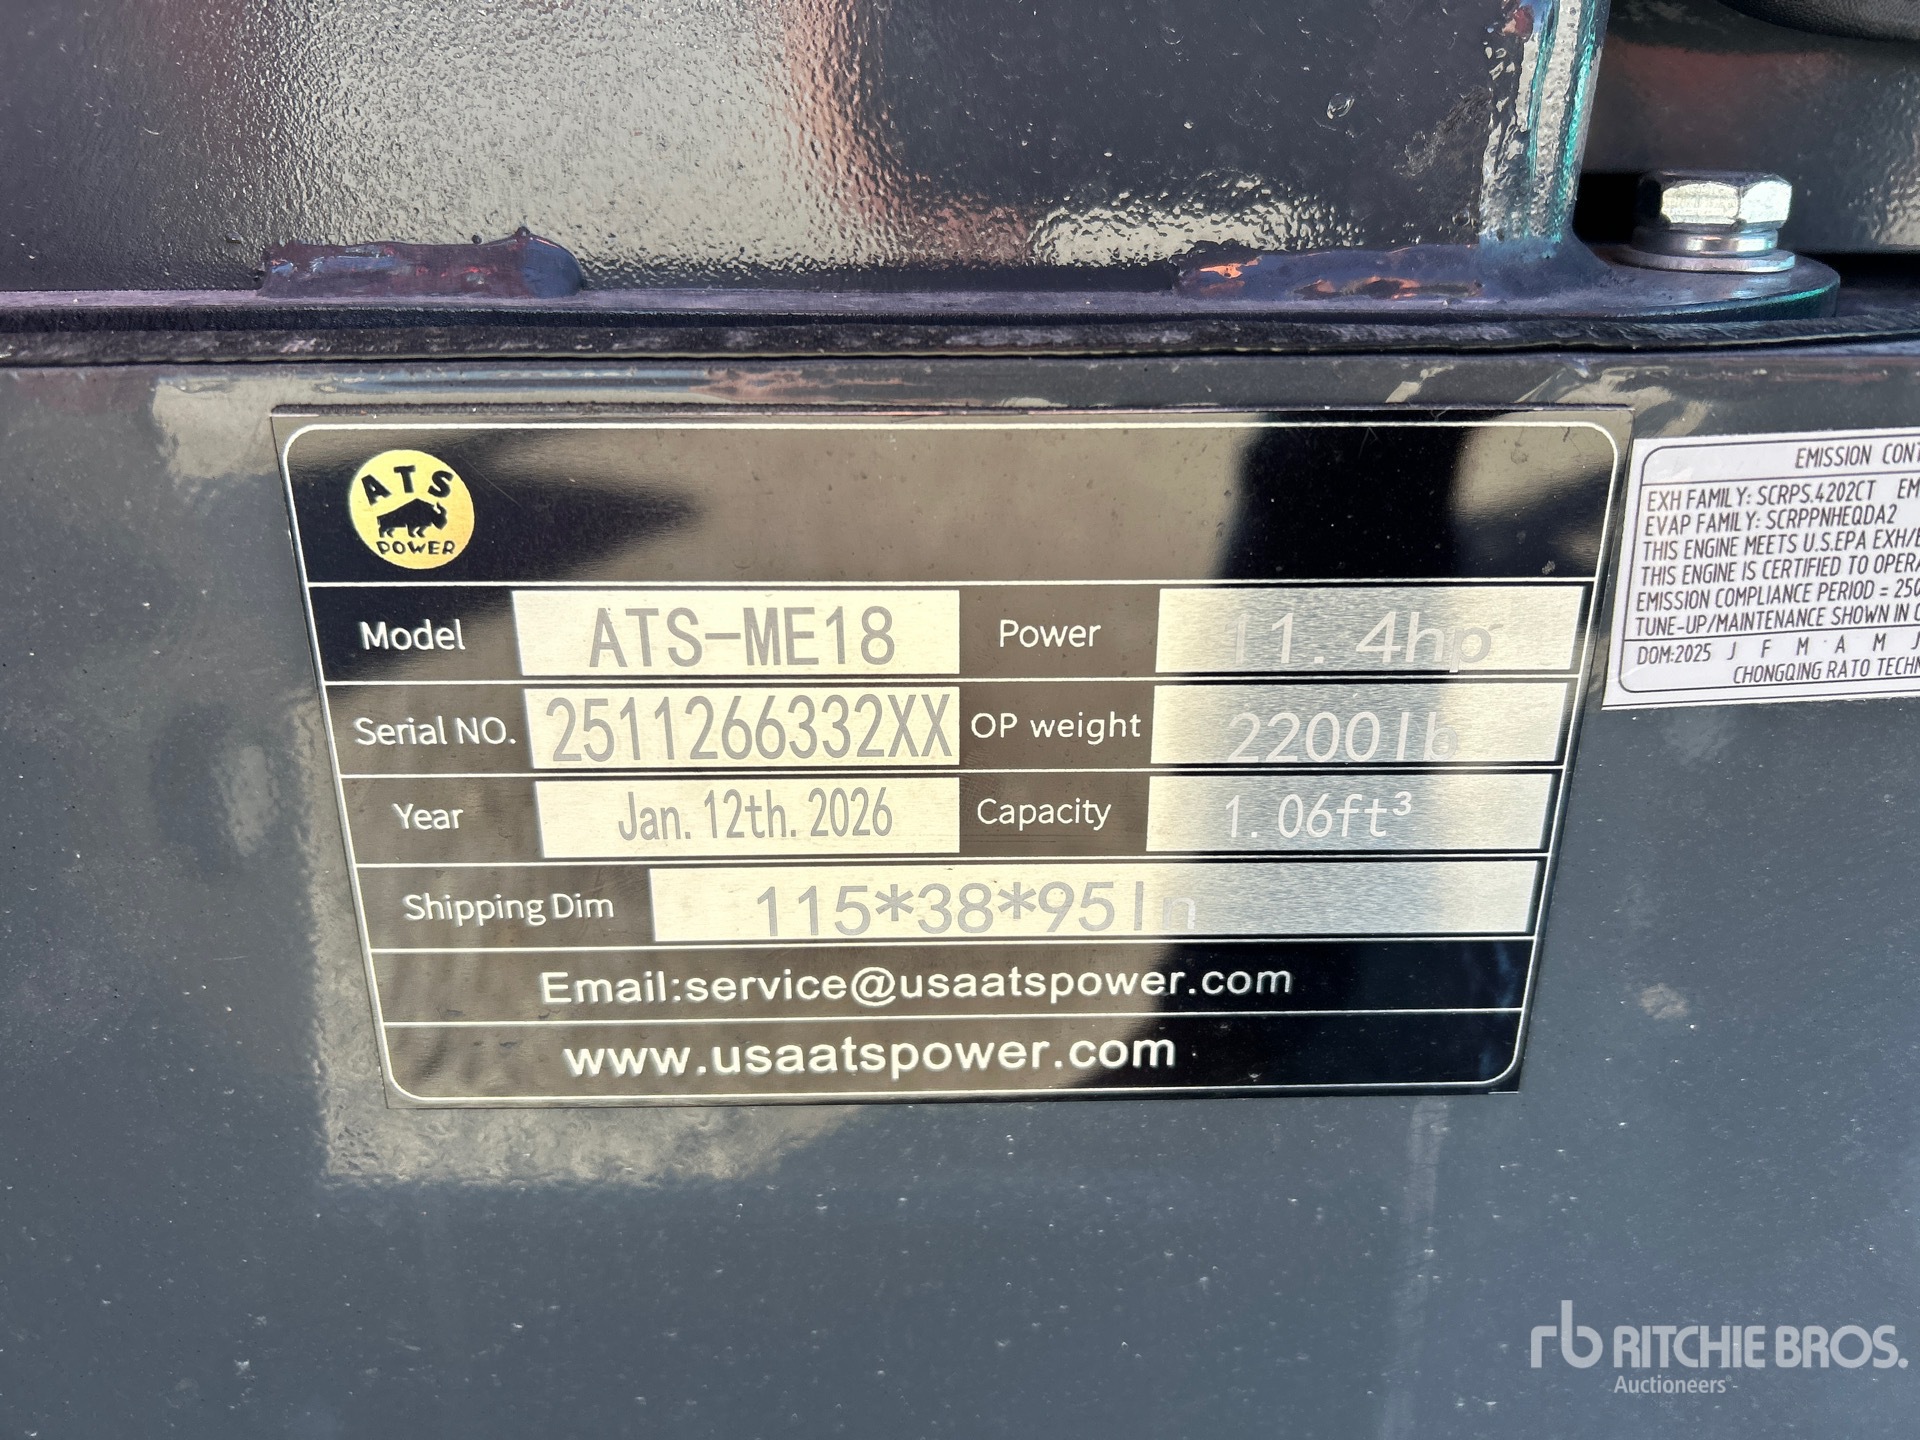 ATS
POWER
Model ATS-ME18 Power 11.4hp
Serial NO. 2511266332XX OP weight 2200lb
Year Jan. 12th. 2026 Capacity 1.06ft³
Shipping Dim 115*38*95In
Email:service@usaatspower.com
www.usaatspower.com
EMISSION CONT
EXH FAMILY: SCRPS.4202CT EM
EVAP FAMILY: SCRPPNHEQDA2
THIS ENGINE MEETS U.S.EPA EXH/E
THIS ENGINE IS CERTIFIED TO OPERA
EMISSION COMPLIANCE PERIOD = 250
TUNE-UP/MAINTENANCE SHOWN IN O
DOM:2025 J F M A M J
CHONGQING RATO TECHN
rb RITCHIE BROS.
Auctioneers